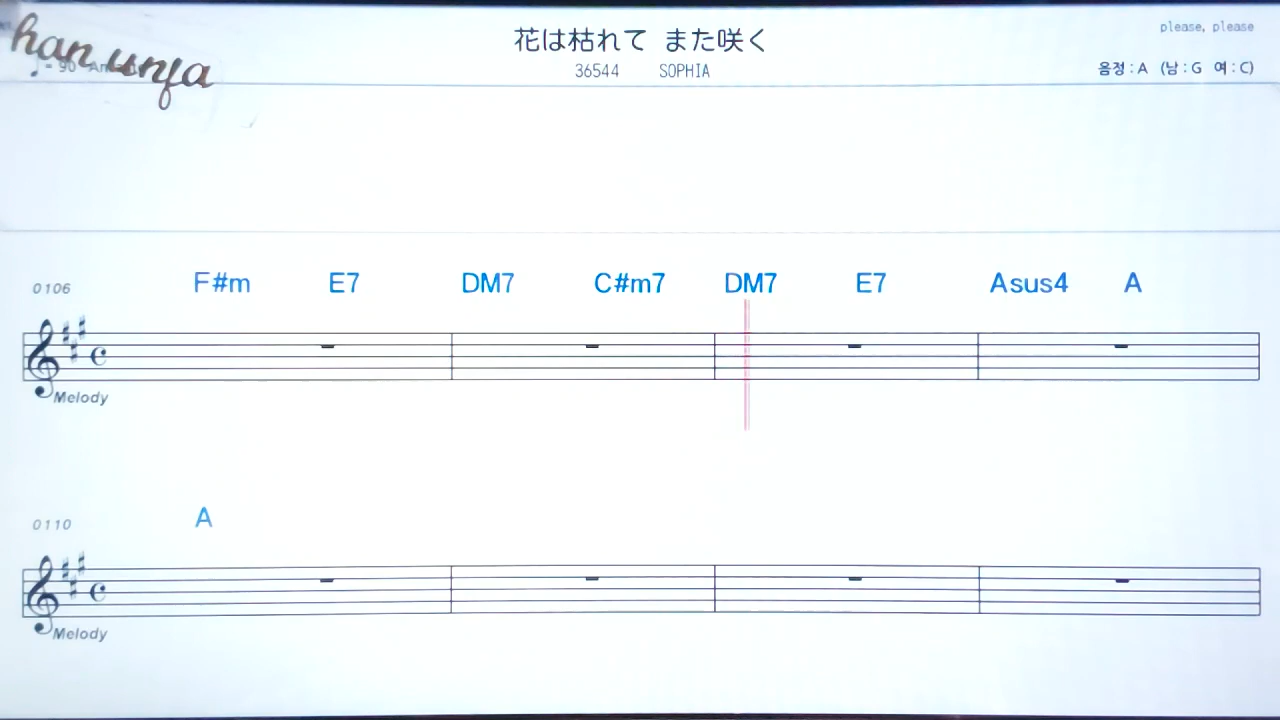 han unja
花は枯れて また咲く
please, please
36544 SOPHIA
음정 : A (남 : G 여 : C)
0106 F#m E7 DM7 C#m7 DM7 E7 Asus4 A
Melody
0110 A
Melody